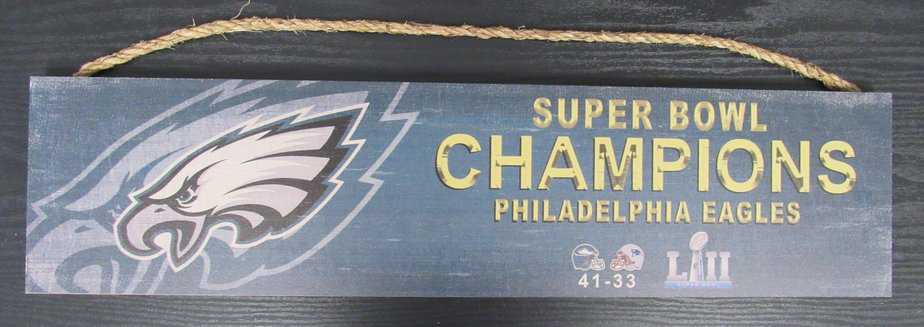 SUPER BOWL
CHAMPIONS
PHILADELPHIA EAGLES
41-33
LII